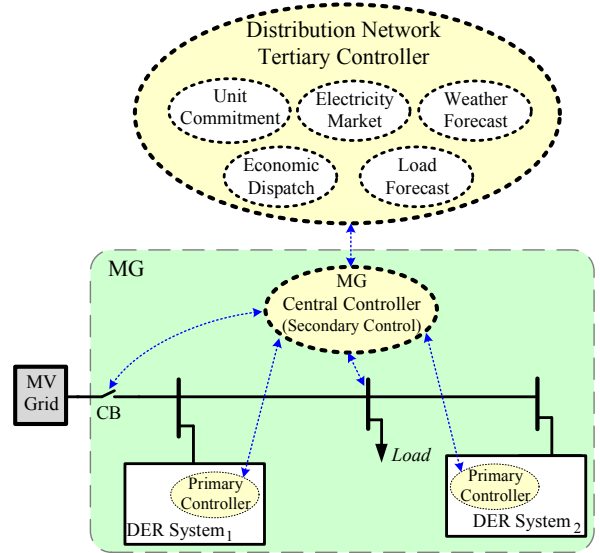 Distribution Network
Tertiary Controller
Unit
Commitment
Electricity
Market
Weather
Forecast
Economic
Dispatch
Load
Forecast
MG
MG
Central Controller
(Secondary Control)
MV
Grid
CB
Load
Primary
Controller
DER System1
Primary
Controller
DER System2